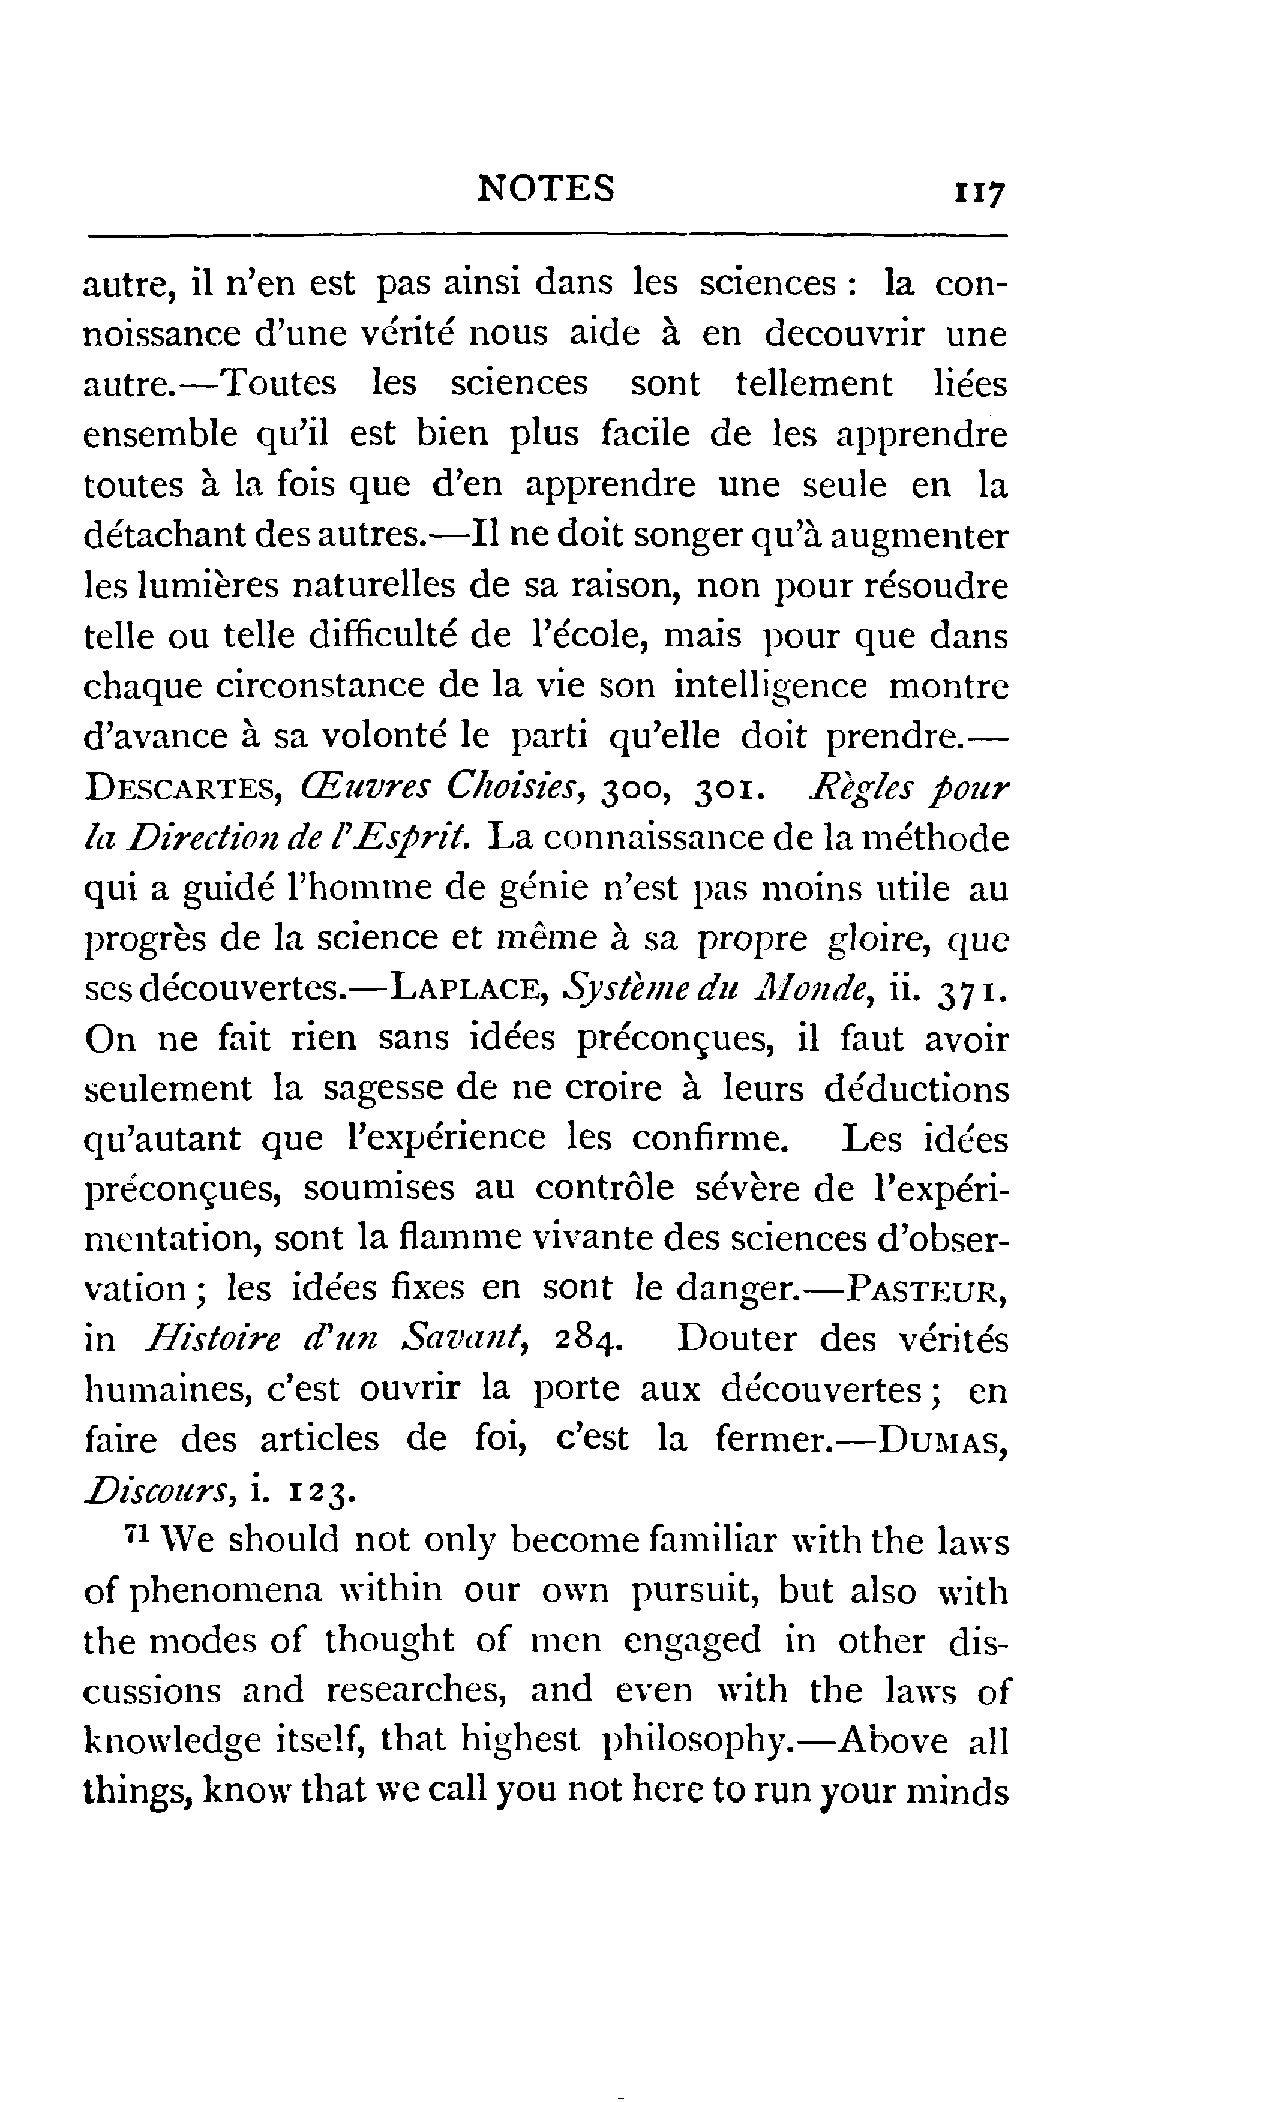 NOTES 117
autre, il n'en est pas ainsi dans les sciences : la con-
noissance d'une vérité nous aide à en decouvrir une
autre.—Toutes les sciences sont tellement liées
ensemble qu'il est bien plus facile de les apprendre
toutes à la fois que d'en apprendre une seule en la
détachant des autres.—Il ne doit songer qu'à augmenter
les lumières naturelles de sa raison, non pour résoudre
telle ou telle difficulté de l'école, mais pour que dans
chaque circonstance de la vie son intelligence montre
d'avance à sa volonté le parti qu'elle doit prendre.—
DESCARTES, Œuvres Choisies, 300, 301. Règles pour
la Direction de l'Esprit. La connaissance de la méthode
qui a guidé l'homme de génie n'est pas moins utile au
progrès de la science et même à sa propre gloire, que
ses découvertes.—LAPLACE, Système du Monde, ii. 371.
On ne fait rien sans idées préconçues, il faut avoir
seulement la sagesse de ne croire à leurs déductions
qu'autant que l'expérience les confirme. Les idées
préconçues, soumises au contrôle sévère de l'expéri-
mentation, sont la flamme vivante des sciences d'obser-
vation ; les idées fixes en sont le danger.—PASTEUR,
in Histoire d'un Savant, 284. Douter des vérités
humaines, c'est ouvrir la porte aux découvertes ; en
faire des articles de foi, c'est la fermer.—DUMAS,
Discours, i. 123.
71 We should not only become familiar with the laws
of phenomena within our own pursuit, but also with
the modes of thought of men engaged in other dis-
cussions and researches, and even with the laws of
knowledge itself, that highest philosophy.—Above all
things, know that we call you not here to run your minds